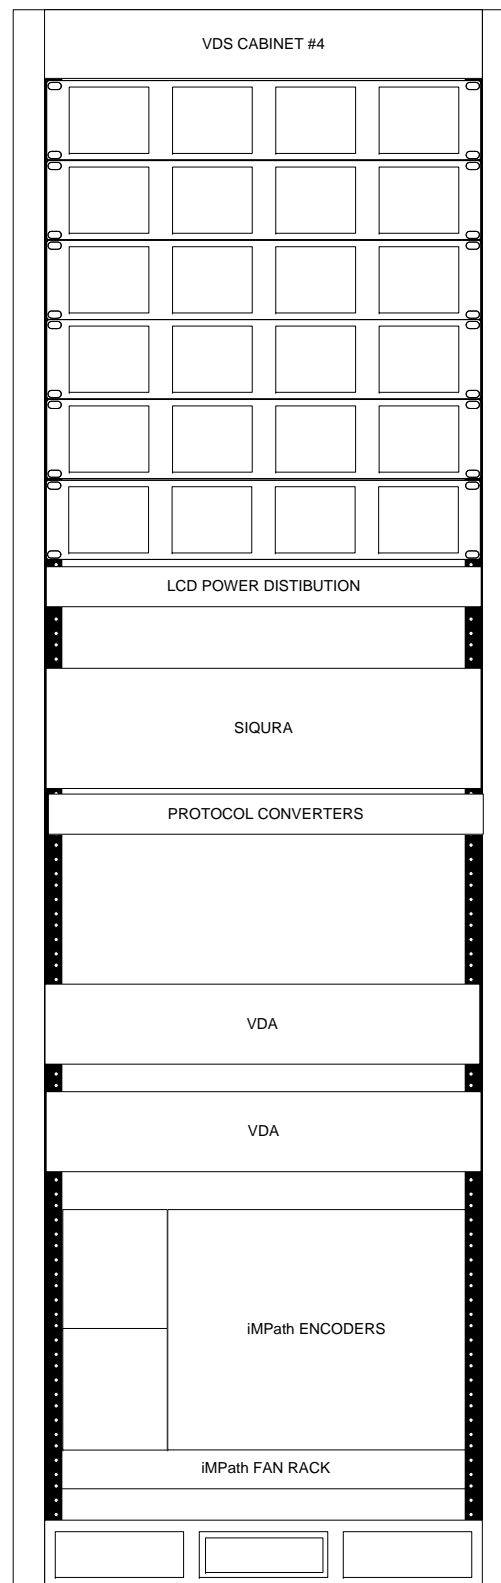 VDS CABINET #4
LCD POWER DISTIBUTION
SIQURA
PROTOCOL CONVERTERS
VDA
VDA
iMPath ENCODERS
iMPath FAN RACK